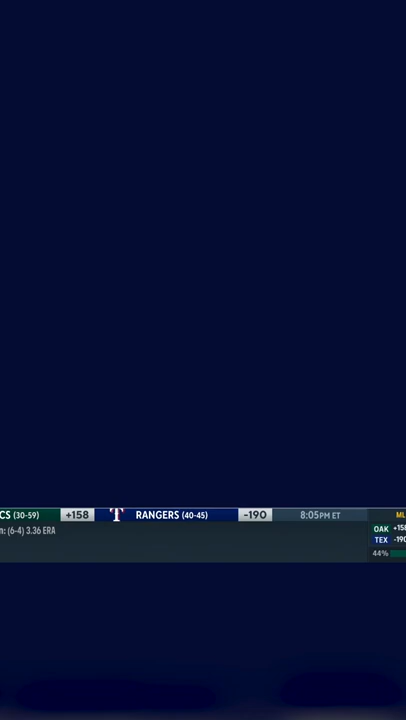 CS (30-59) +158 T RANGERS (40-45) -190 8:05PM ET ML
n: (6-4) 3.36 ERA
OAK +158
TEX -190
44%